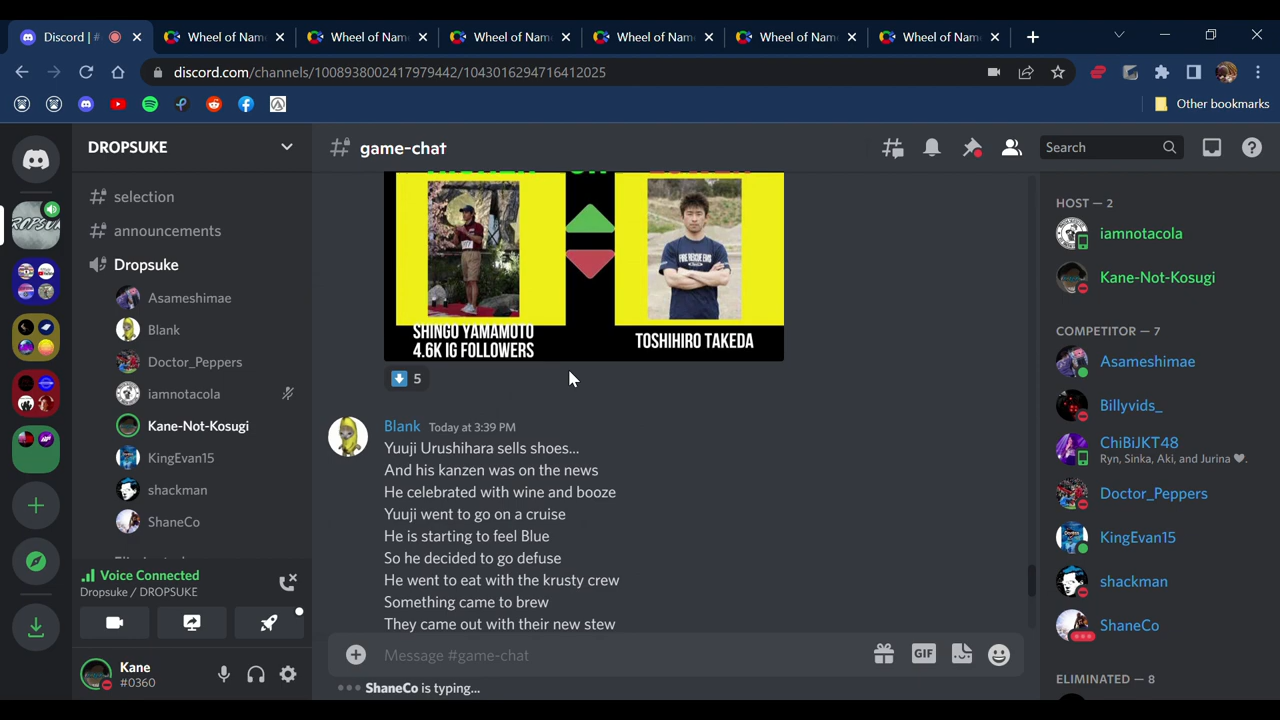 Discord | #
Wheel of Nam
Wheel of Nam
Wheel of Nam
Wheel of Nam
Wheel of Nam
Wheel of Nam
discord.com/channels/1008938002417979442/1043016294716412025
Other bookmarks
DROPSUKE
game-chat
Search
selection
announcements
Dropsuke
Asameshimae
Blank
Doctor_Peppers
iamnotacola
Kane-Not-Kosugi
KingEvan15
shackman
ShaneCo
Voice Connected
Dropsuke / DROPSUKE
Kane
#0360
SHINGO YAMAMOTO
4.6K IG FOLLOWERS
FIRE RESCUE EMS
TOSHIHIRO TAKEDA
5
Blank Today at 3:39 PM
Yuuji Urushihara sells shoes...
And his kanzen was on the news
He celebrated with wine and booze
Yuuji went to go on a cruise
He is starting to feel Blue
So he decided to go defuse
He went to eat with the krusty crew
Something came to brew
They came out with their new stew
Message #game-chat
GIF
ShaneCo is typing...
HOST — 2
iamnotacola
Kane-Not-Kosugi
COMPETITOR — 7
Asameshimae
Billyvids_
ChiBiJKT48
Ryn, Sinka, Aki, and Jurina ♥.
Doctor_Peppers
KingEvan15
shackman
ShaneCo
ELIMINATED — 8